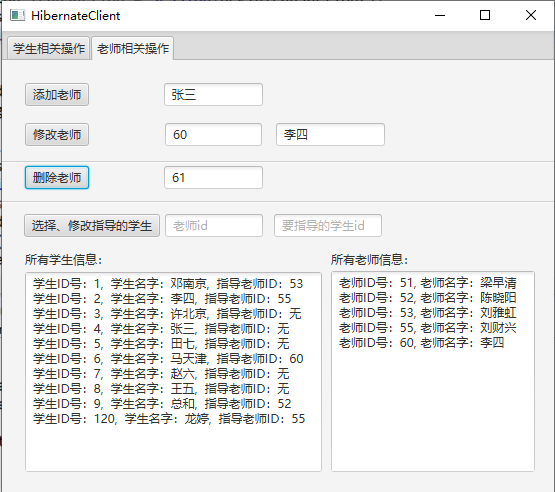 HibernateClient
学生相关操作 老师相关操作
添加老师 张三
修改老师 60 李四
删除老师 61
选择、修改指导的学生 老师id 要指导的学生id
所有学生信息： 所有老师信息：
学生ID号：1, 学生名字：邓南京, 指导老师ID：53
学生ID号：2, 学生名字：李四, 指导老师ID：55
学生ID号：3, 学生名字：许北京, 指导老师ID：无
学生ID号：4, 学生名字：张三, 指导老师ID：无
学生ID号：5, 学生名字：田七, 指导老师ID：无
学生ID号：6, 学生名字：马天津, 指导老师ID：60
学生ID号：7, 学生名字：赵六, 指导老师ID：无
学生ID号：8, 学生名字：王五, 指导老师ID：无
学生ID号：9, 学生名字：总和, 指导老师ID：52
学生ID号：120, 学生名字：龙婷, 指导老师ID：55
老师ID号：51, 老师名字：梁早清
老师ID号：52, 老师名字：陈晓阳
老师ID号：53, 老师名字：刘雅虹
老师ID号：55, 老师名字：刘财兴
老师ID号：60, 老师名字：李四